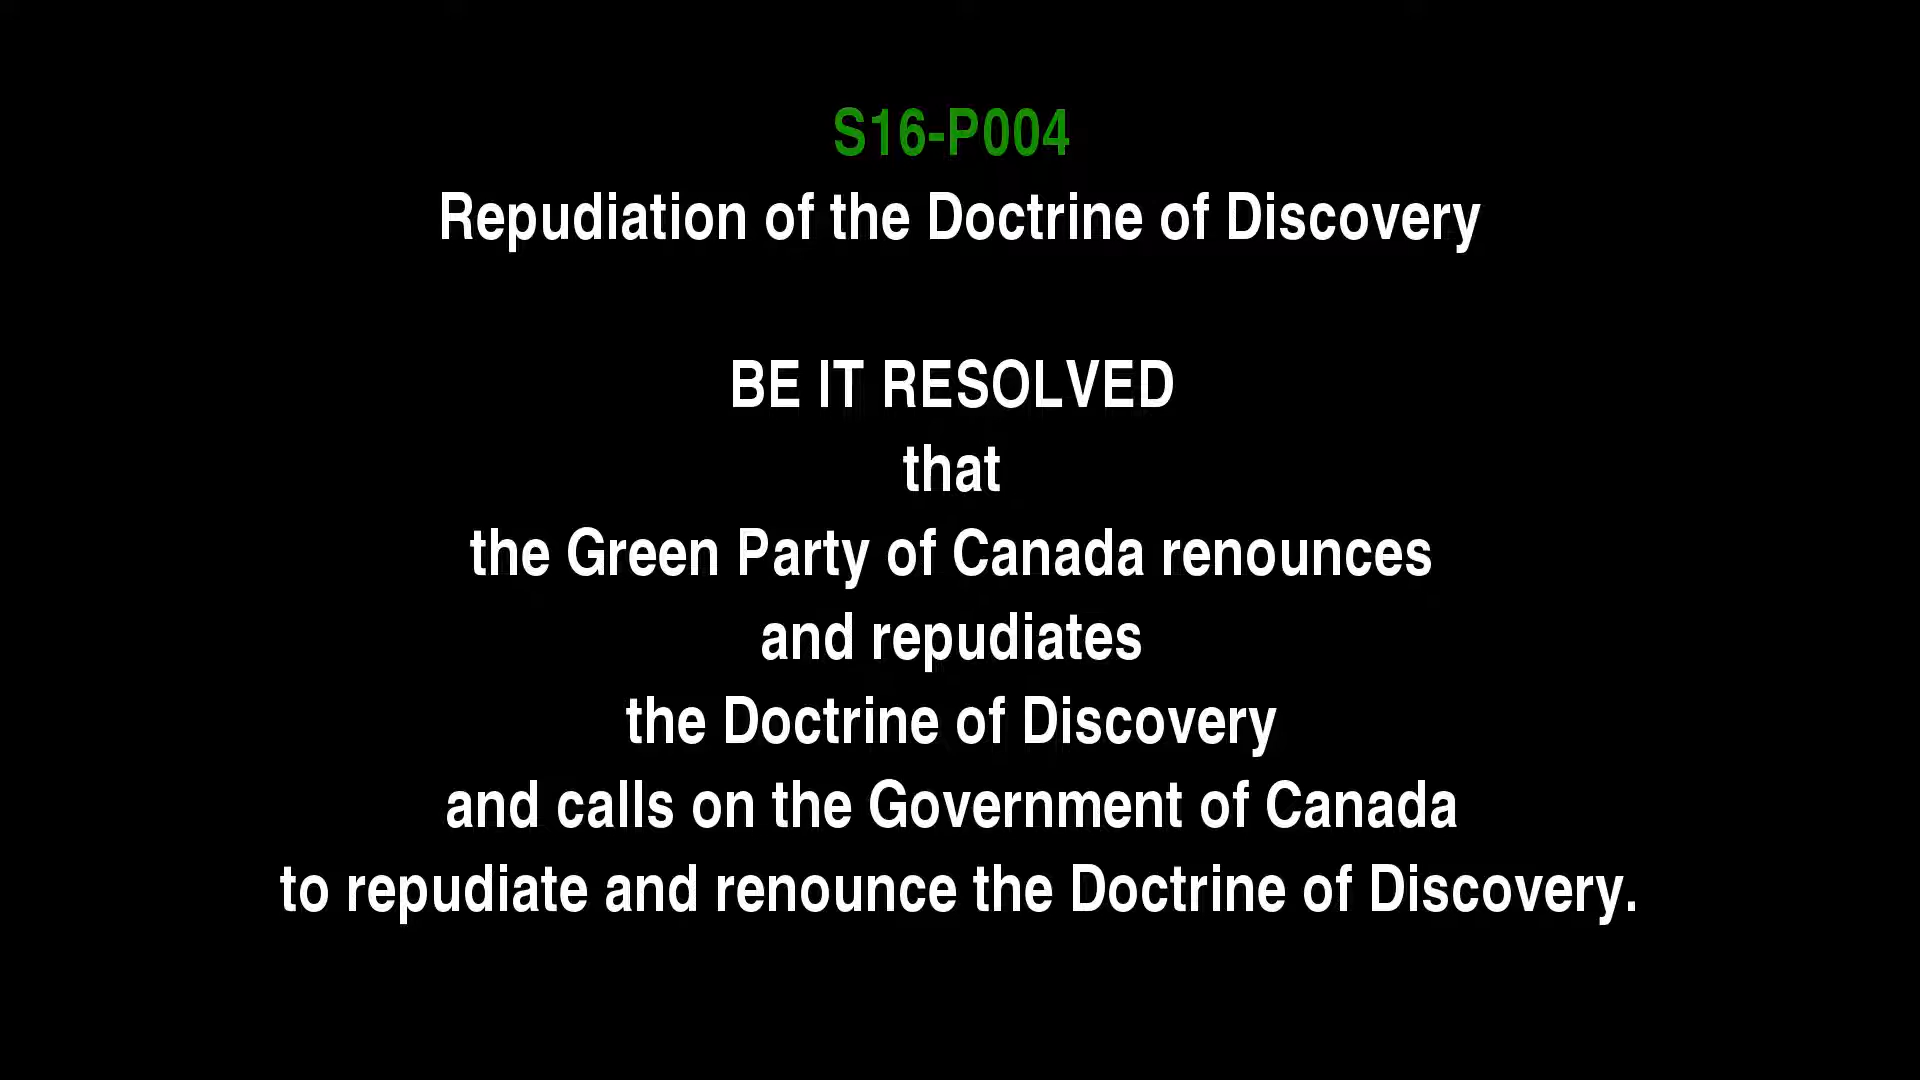 S16-P004
Repudiation of the Doctrine of Discovery
BE IT RESOLVED
that
the Green Party of Canada renounces
and repudiates
the Doctrine of Discovery
and calls on the Government of Canada
to repudiate and renounce the Doctrine of Discovery.